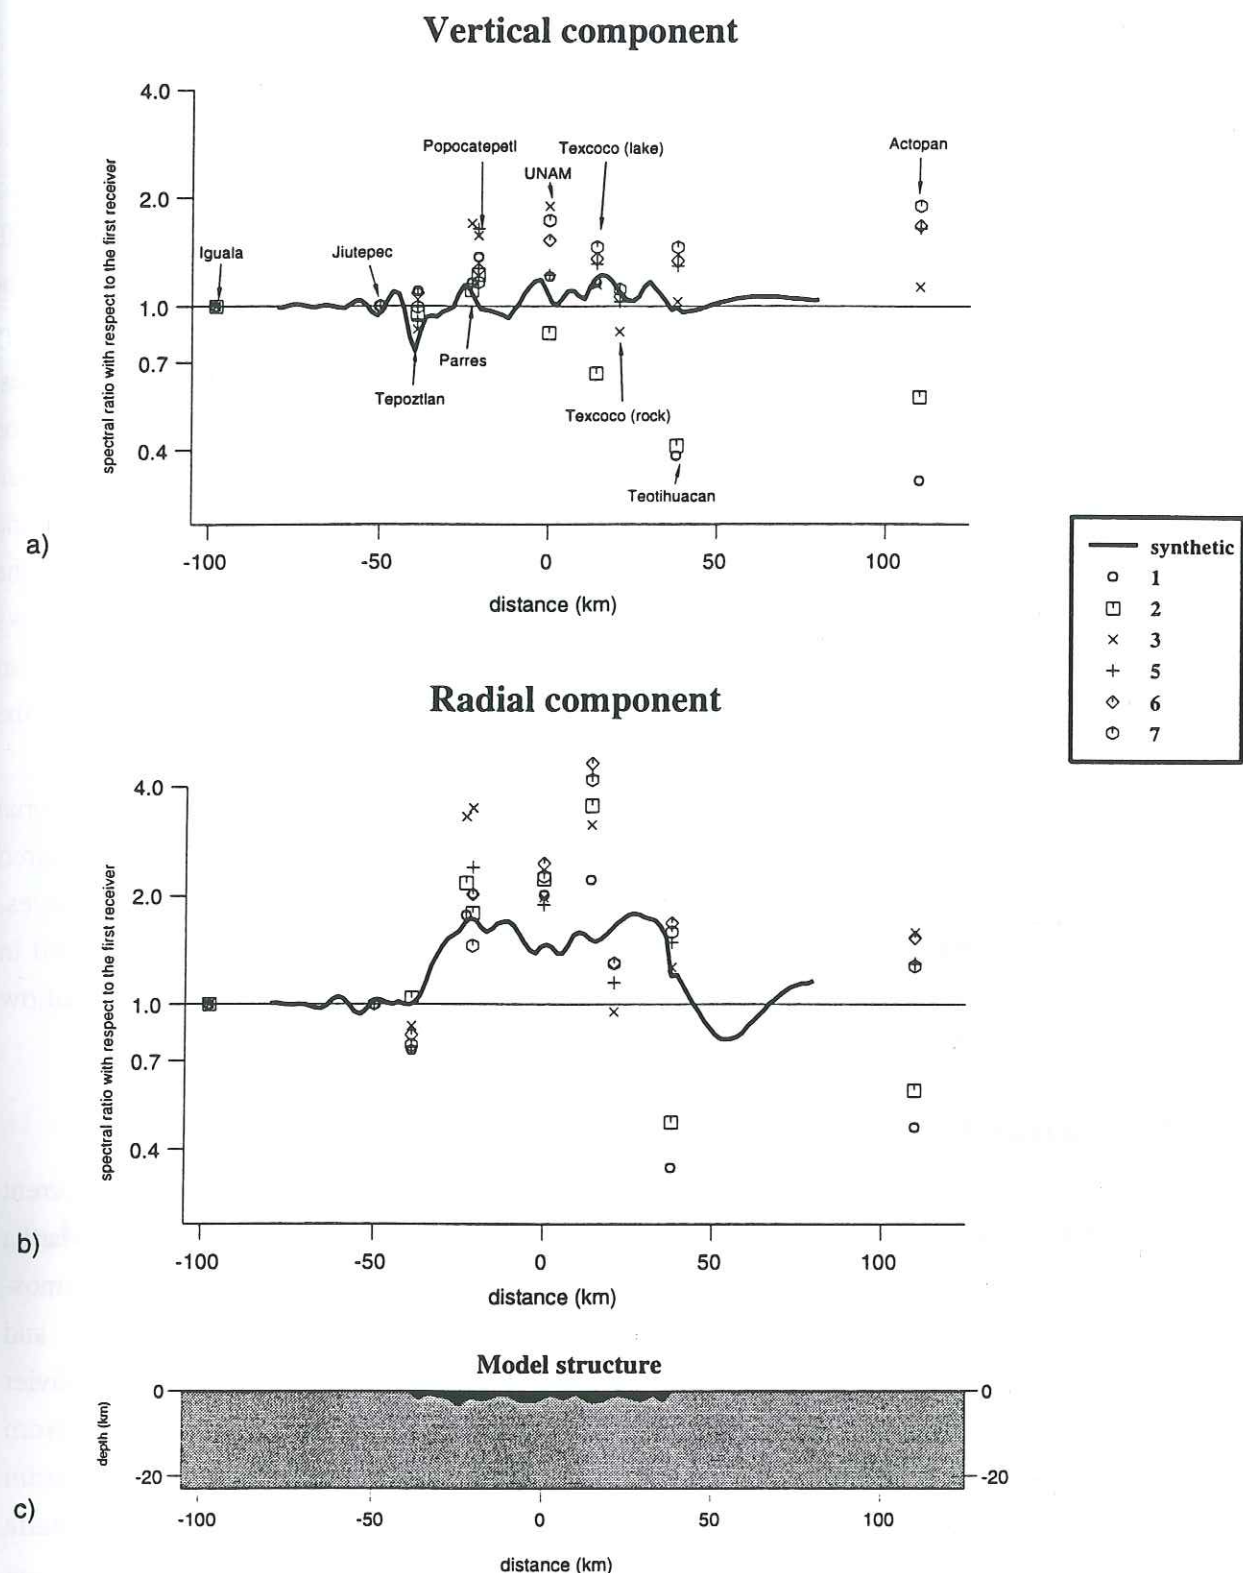 Vertical component
spectral ratio with respect to the first receiver
4.0
2.0
1.0
0.7
0.4
Iguala
Jiutepec
Popocatepetl
UNAM
Texcoco (lake)
Actopan
Parres
Tepoztlan
Texcoco (rock)
Teotihuacan
a)
-100 -50 0 50 100
distance (km)
synthetic
1
2
3
5
6
7
Radial component
spectral ratio with respect to the first receiver
4.0
2.0
1.0
0.7
0.4
b)
-100 -50 0 50 100
distance (km)
Model structure
depth (km)
0 0
-20 -20
c)
-100 -50 0 50 100
distance (km)